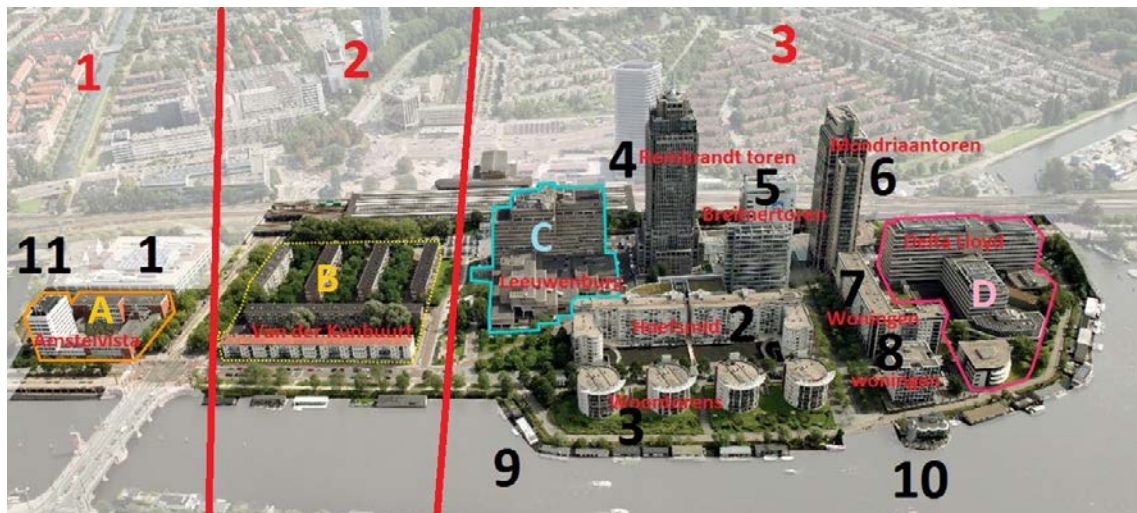 1
2
3
4
Rembrandt toren
5
Mondriaantoren
6
Breitnertoren
11
1
A
Amstelvista
B
Van der Kunbuurt
C
Leeuwenburg
Delta Lloyd
D
7
Woningen
Hoefsmid
2
8
woningen
Woontorens
3
9
10